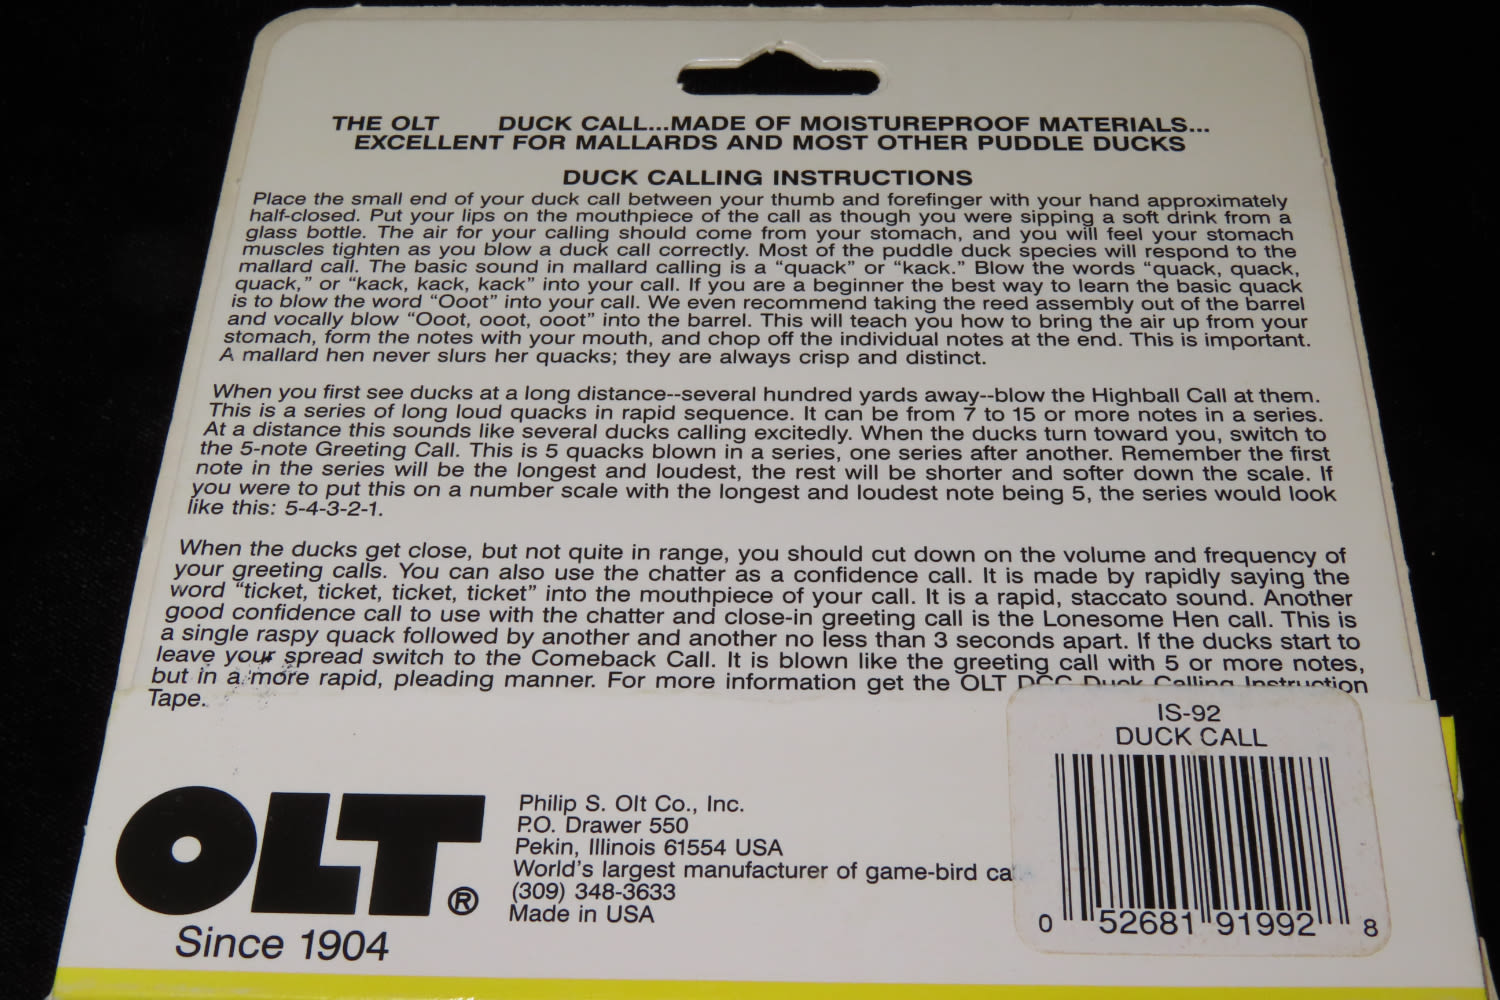 THE OLT DUCK CALL...MADE OF MOISTUREPROOF MATERIALS...
EXCELLENT FOR MALLARDS AND MOST OTHER PUDDLE DUCKS
DUCK CALLING INSTRUCTIONS
Place the small end of your duck call between your thumb and forefinger with your hand approximately
half-closed. Put your lips on the mouthpiece of the call as though you were sipping a soft drink from a
glass bottle. The air for your calling should come from your stomach, and you will feel your stomach
muscles tighten as you blow a duck call correctly. Most of the puddle duck species will respond to the
mallard call. The basic sound in mallard calling is a “quack” or “kack.” Blow the words “quack, quack,
quack,” or “kack, kack, kack” into your call. If you are a beginner the best way to learn the basic quack
is to blow the word “Ooot” into your call. We even recommend taking the reed assembly out of the barrel
and vocally blow “Ooot, ooot, ooot” into the barrel. This will teach you how to bring the air up from your
stomach, form the notes with your mouth, and chop off the individual notes at the end. This is important.
A mallard hen never slurs her quacks; they are always crisp and distinct.
When you first see ducks at a long distance--several hundred yards away--blow the Highball Call at them.
This is a series of long loud quacks in rapid sequence. It can be from 7 to 15 or more notes in a series.
At a distance this sounds like several ducks calling excitedly. When the ducks turn toward you, switch to
the 5-note Greeting Call. This is 5 quacks blown in a series, one series after another. Remember the first
note in the series will be the longest and loudest, the rest will be shorter and softer down the scale. If
you were to put this on a number scale with the longest and loudest note being 5, the series would look
like this: 5-4-3-2-1.
When the ducks get close, but not quite in range, you should cut down on the volume and frequency of
your greeting calls. You can also use the chatter as a confidence call. It is made by rapidly saying the
word “ticket, ticket, ticket, ticket” into the mouthpiece of your call. It is a rapid, staccato sound. Another
good confidence call to use with the chatter and close-in greeting call is the Lonesome Hen call. This is
a single raspy quack followed by another and another no less than 3 seconds apart. If the ducks start to
leave your spread switch to the Comeback Call. It is blown like the greeting call with 5 or more notes,
but in a more rapid, pleading manner. For more information get the OLT DCC Duck Calling Instruction
Tape.
OLT®
Since 1904
Philip S. Olt Co., Inc.
P.O. Drawer 550
Pekin, Illinois 61554 USA
World's largest manufacturer of game-bird
(309) 348-3633
Made in USA
IS-92
DUCK CALL
0 52681 91992 8